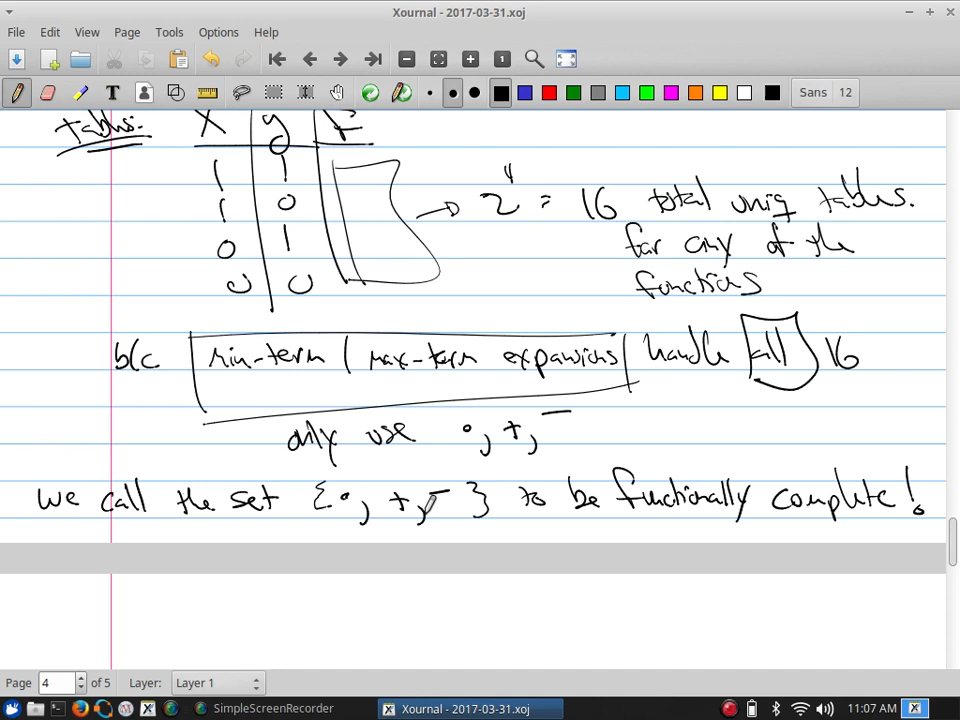 Xournal - 2017-03-31.xoj
File Edit View Page Tools Options Help
Sans 12
tables: x y F
1 1
1 0 → 2^4 = 16 total uniq tables.
0 1 for any of the
0 0 functions
b/c min-term / max-term expansions handle all 16
only use ·, +, ‾
we call the set {·, +, ‾} to be functionally complete!
Page 4 of 5 Layer: Layer 1
SimpleScreenRecorder Xournal - 2017-03-31.xoj 11:07 AM